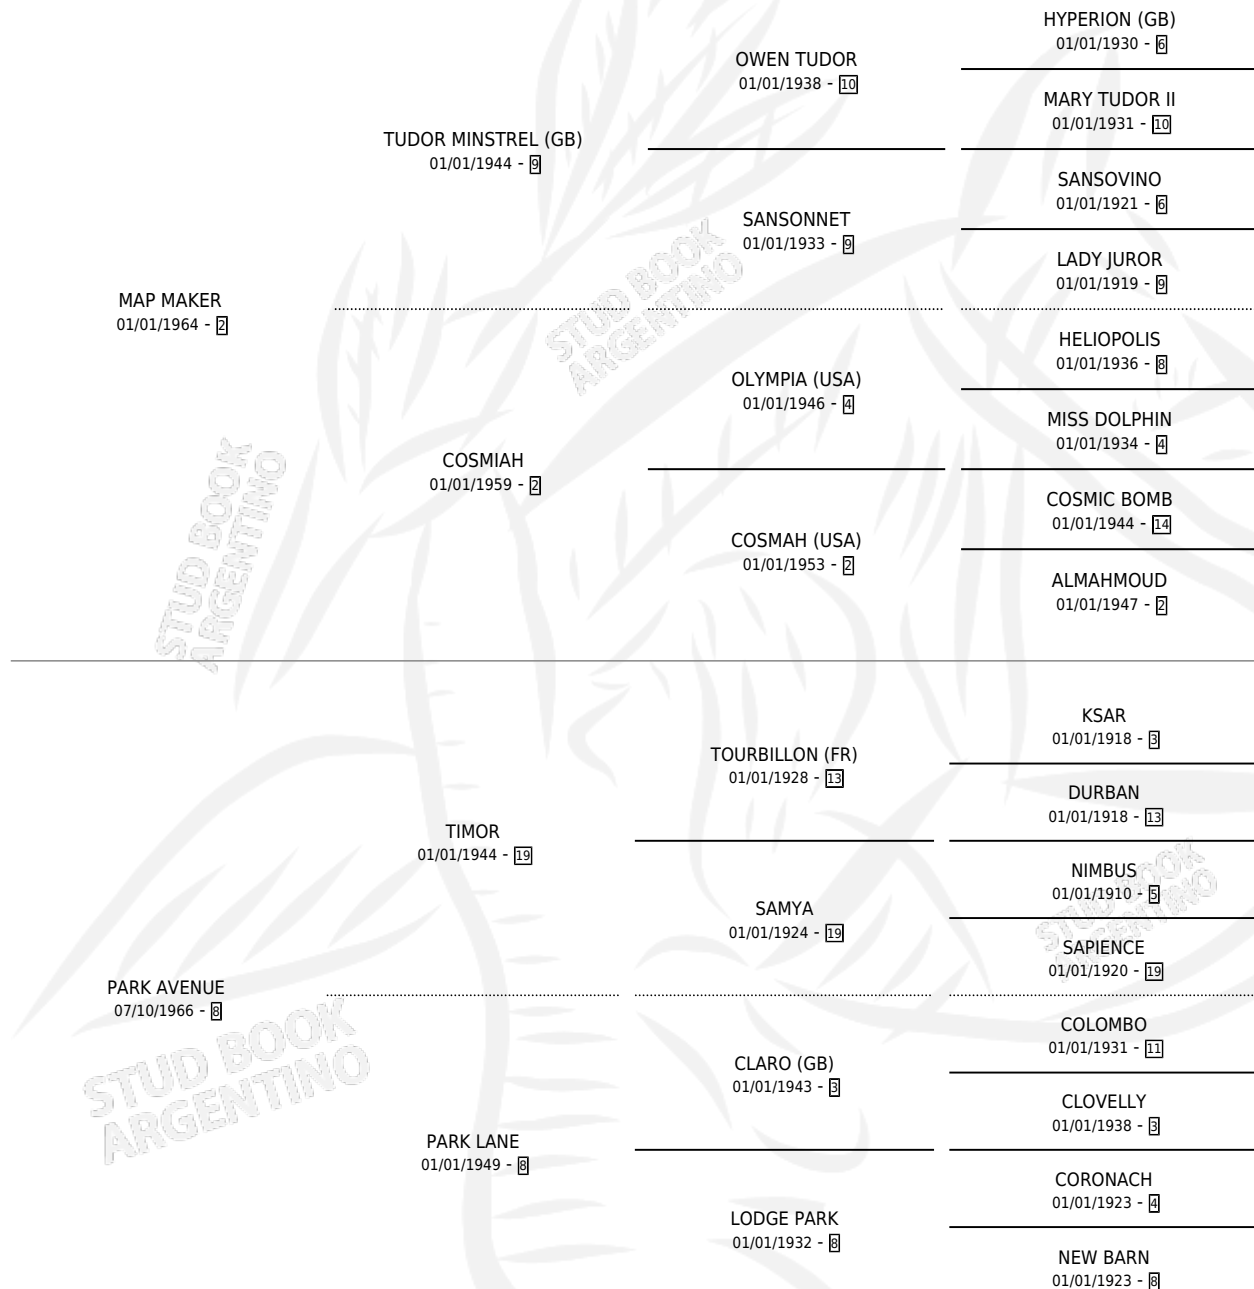 HYPERION (GB)
01/01/1930 - 6
OWEN TUDOR
01/01/1938 - 10
MARY TUDOR II
01/01/1931 - 10
TUDOR MINSTREL (GB)
01/01/1944 - 9
SANSOVINO
01/01/1921 - 6
SANSONNET
01/01/1933 - 9
LADY JUROR
01/01/1919 - 9
MAP MAKER
01/01/1964 - 2
HELIOPOLIS
01/01/1936 - 8
OLYMPIA (USA)
01/01/1946 - 4
MISS DOLPHIN
01/01/1934 - 4
COSMIAH
01/01/1959 - 2
COSMIC BOMB
01/01/1944 - 14
COSMAH (USA)
01/01/1953 - 2
ALMAHMOUD
01/01/1947 - 2
STUD BOOK
ARGENTINO
STUD BOOK
ARGENTINO
KSAR
01/01/1918 - 3
TOURBILLON (FR)
01/01/1928 - 13
DURBAN
01/01/1918 - 13
TIMOR
01/01/1944 - 19
NIMBUS
01/01/1910 - 5
SAMYA
01/01/1924 - 19
SAPIENCE
01/01/1920 - 19
PARK AVENUE
07/10/1966 - 8
COLOMBO
01/01/1931 - 11
CLARO (GB)
01/01/1943 - 3
CLOVELLY
01/01/1938 - 3
PARK LANE
01/01/1949 - 8
CORONACH
01/01/1923 - 4
LODGE PARK
01/01/1932 - 8
NEW BARN
01/01/1923 - 8
STUD BOOK
ARGENTINO
STUD BOOK
ARGENTINO